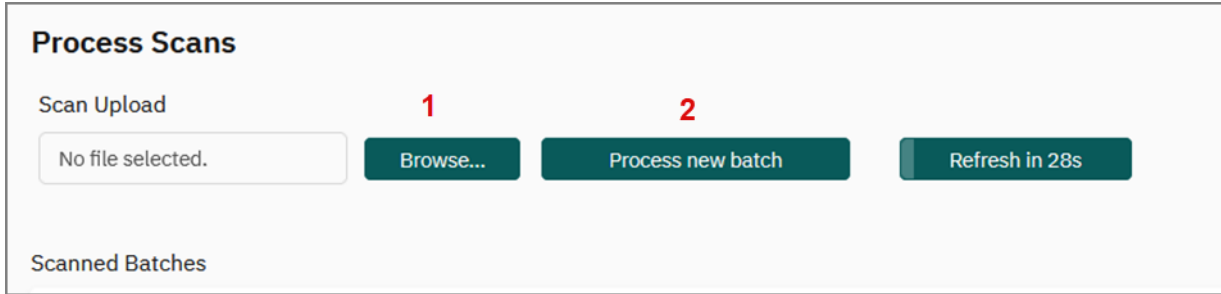 Process Scans
Scan Upload
1
2
No file selected.
Browse...
Process new batch
Refresh in 28s
Scanned Batches